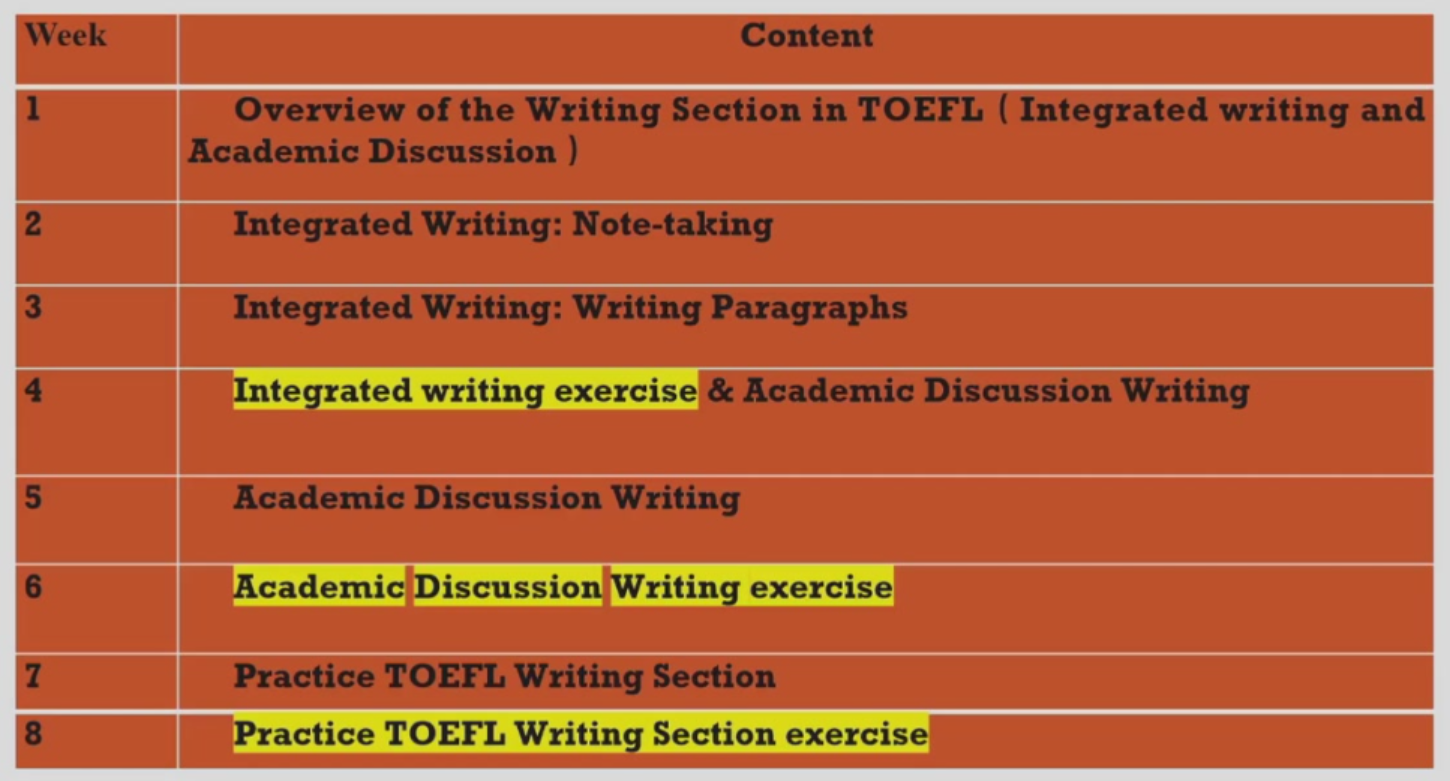 Week Content
1 Overview of the Writing Section in TOEFL ( Integrated writing and
Academic Discussion )
2 Integrated Writing: Note-taking
3 Integrated Writing: Writing Paragraphs
4 Integrated writing exercise & Academic Discussion Writing
5 Academic Discussion Writing
6 Academic Discussion Writing exercise
7 Practice TOEFL Writing Section
8 Practice TOEFL Writing Section exercise